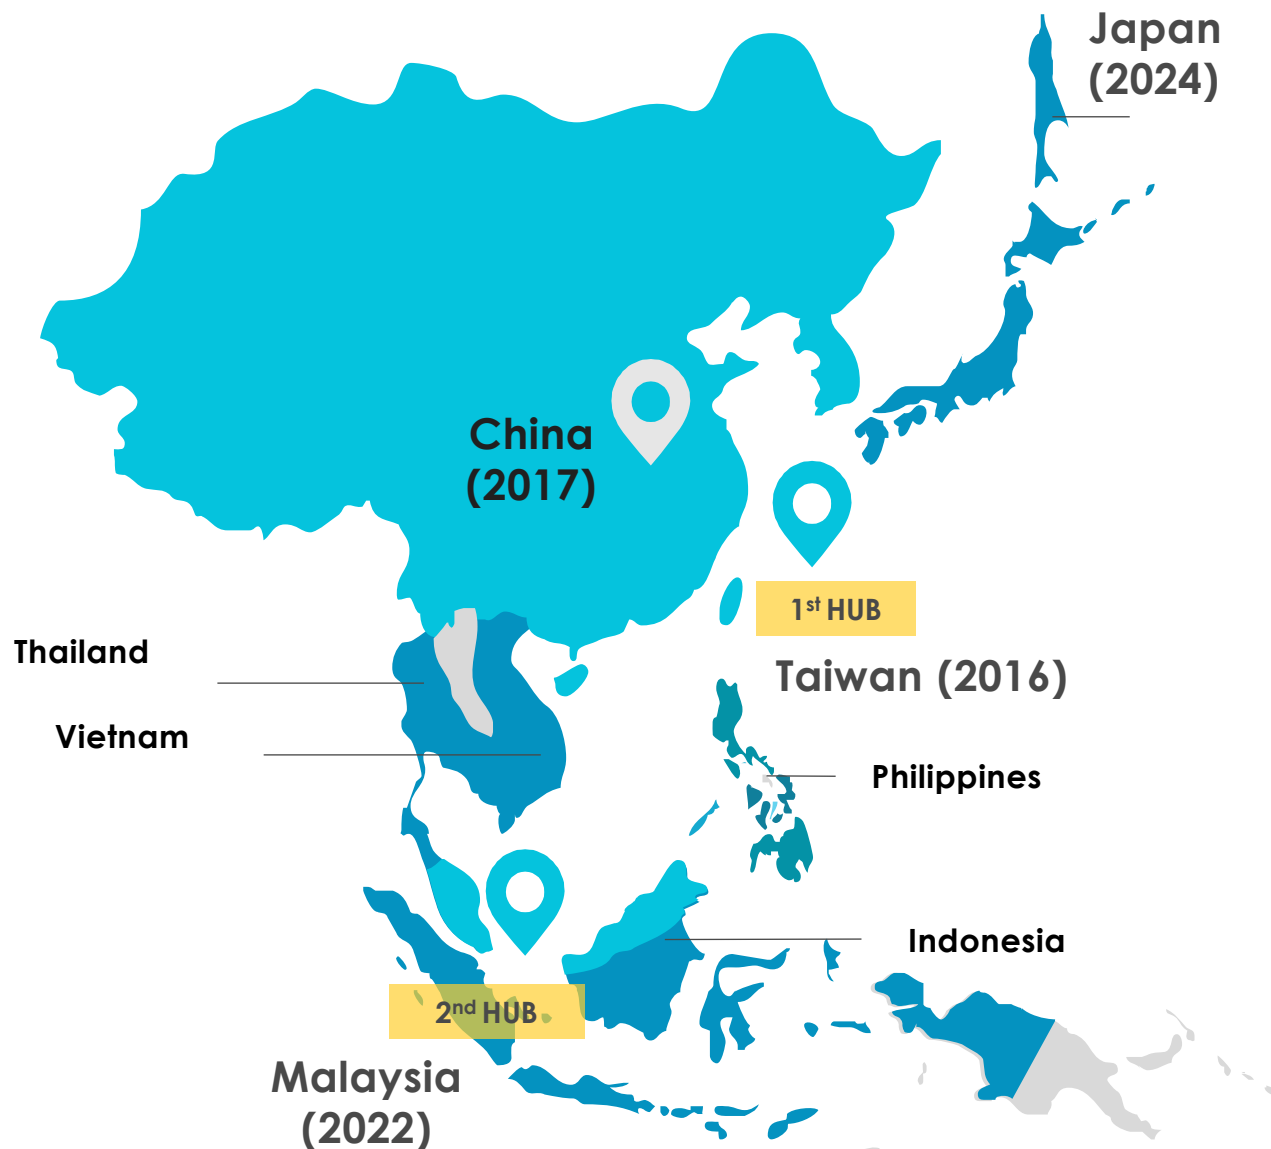 Japan
(2024)
China
(2017)
1st HUB
Taiwan (2016)
Thailand
Vietnam
Philippines
Indonesia
2nd HUB
Malaysia
(2022)